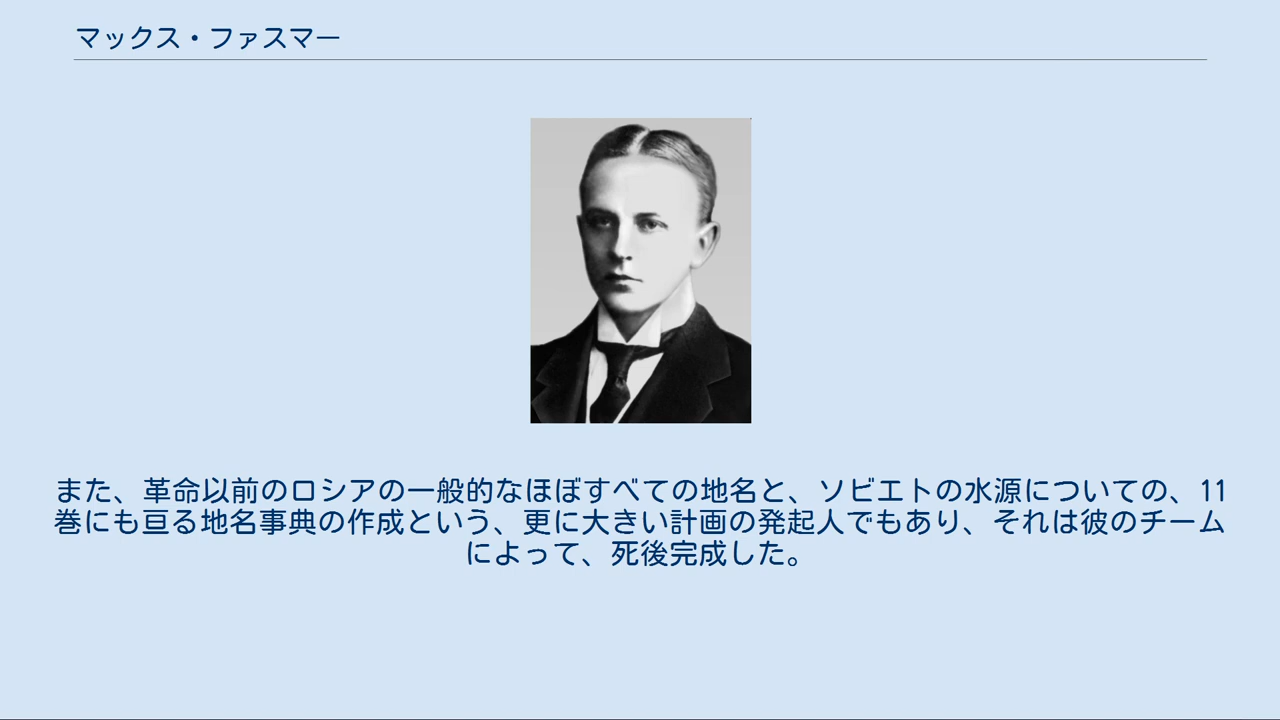 マックス・ファスマー
また、革命以前のロシアの一般的なほぼすべての地名と、ソビエトの水源についての、11
巻にも亘る地名事典の作成という、更に大きい計画の発起人でもあり、それは彼のチーム
によって、死後完成した。